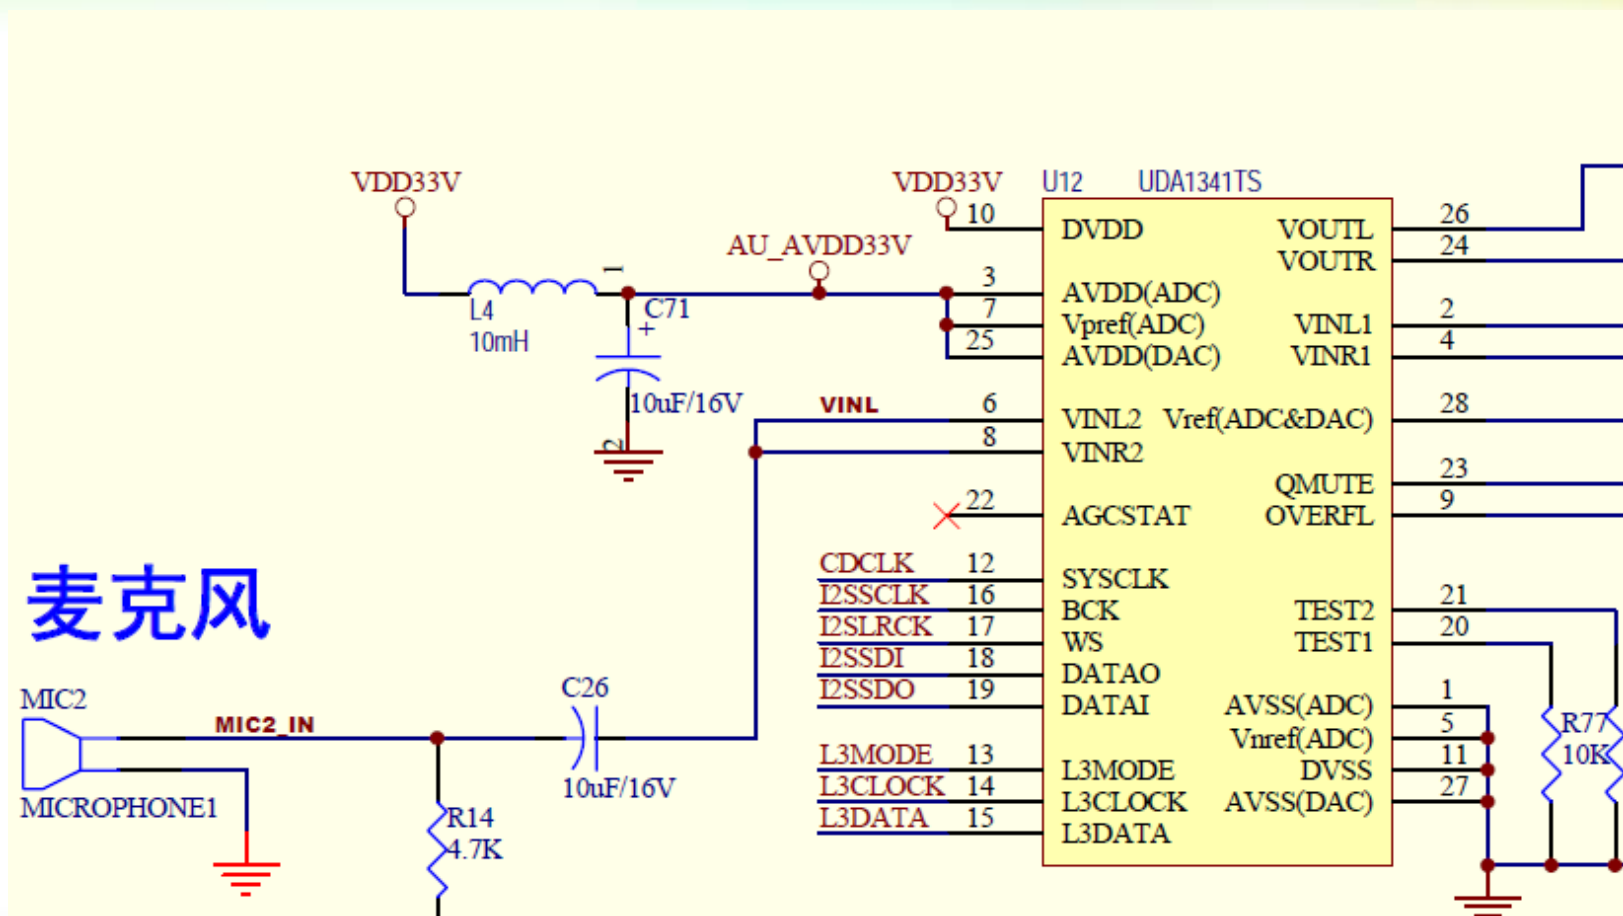 VDD33V
VDD33V
U12
UDA1341TS
AU_AVDD33V
L4
10mH
1
C71
+
10uF/16V
2
VINL
10
DVDD
3
AVDD(ADC)
7
Vpref(ADC)
25
AVDD(DAC)
6
VINL2
8
VINR2
22
AGCSTAT
CDCLK
12
SYSCLK
I2SSCLK
16
BCK
I2SLRCK
17
WS
I2SSDI
18
DATAO
I2SSDO
19
DATAI
L3MODE
13
L3MODE
L3CLOCK
14
L3CLOCK
L3DATA
15
L3DATA
VOUTL
26
VOUTR
24
VINL1
2
VINR1
4
Vref(ADC&DAC)
28
QMUTE
23
OVERFL
9
TEST2
21
TEST1
20
AVSS(ADC)
1
Vnref(ADC)
5
DVSS
11
AVSS(DAC)
27
R77
10K
麦克风
MIC2
MIC2_IN
MICROPHONE1
C26
10uF/16V
R14
4.7K